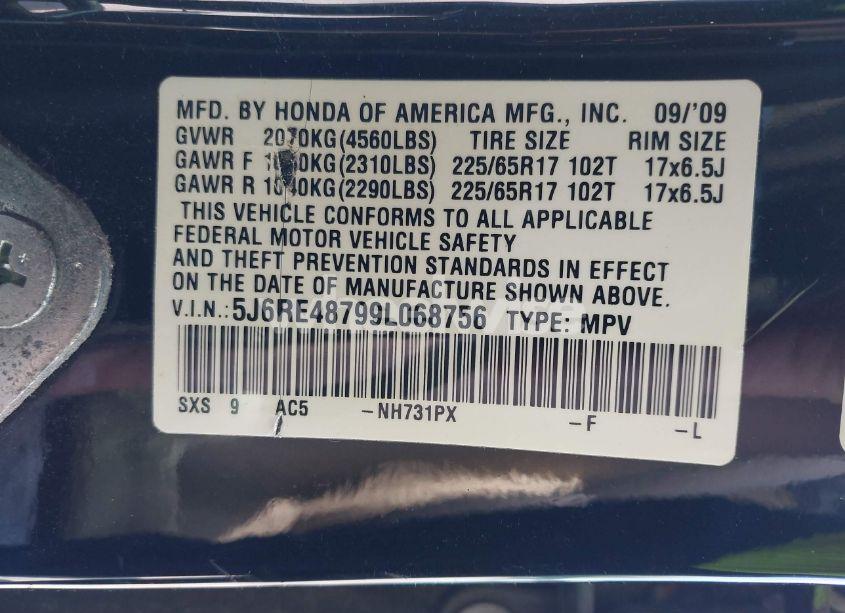 MFD. BY HONDA OF AMERICA MFG., INC. 09/'09
GVWR 2070KG(4560LBS) TIRE SIZE RIM SIZE
GAWR F (2310LBS) 225/65R17 102T 17x6.5J
GAWR R 1040KG(2290LBS) 225/65R17 102T 17x6.5J
THIS VEHICLE CONFORMS TO ALL APPLICABLE
FEDERAL MOTOR VEHICLE SAFETY
AND THEFT PREVENTION STANDARDS IN EFFECT
ON THE DATE OF MANUFACTURE SHOWN ABOVE.
V.I.N.: 5J6RE48799L068756 TYPE: MPV
SXS 9 AC5 -NH731PX -F -L